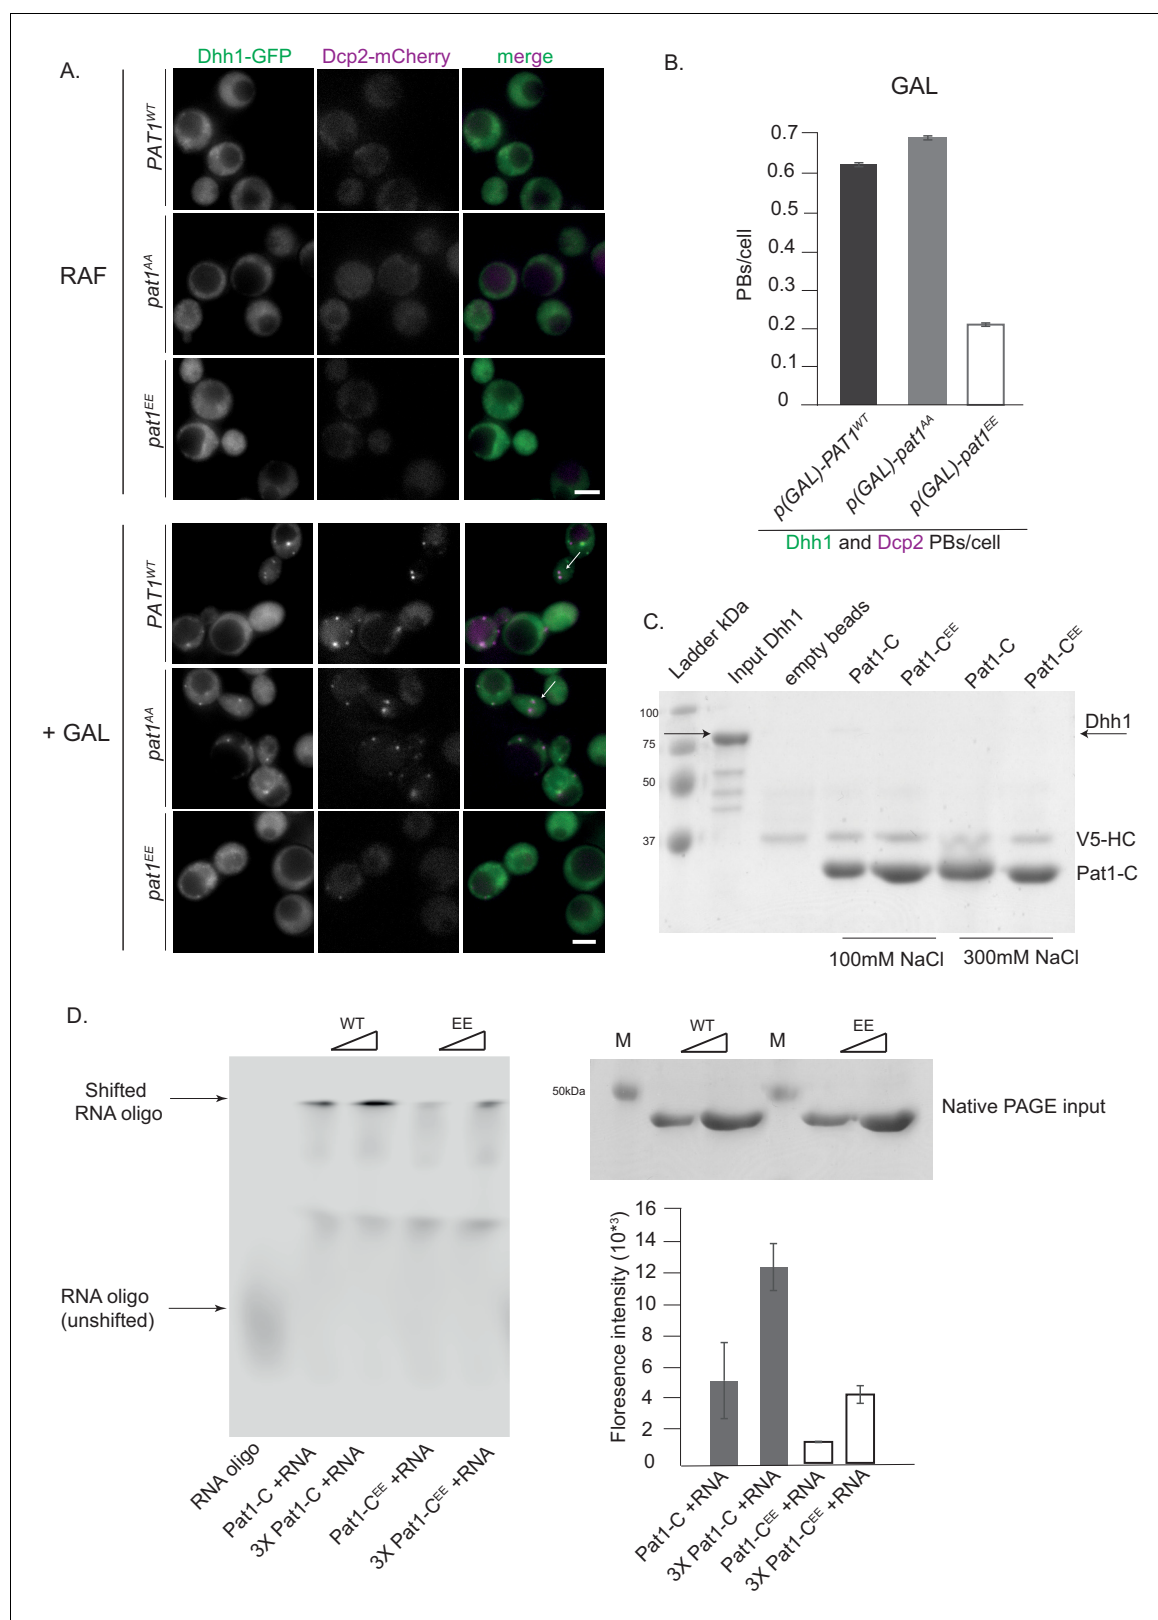 A.
Dhh1-GFP Dcp2-mCherry merge
RAF
PAT1WT
pat1AA
pat1EE
+ GAL
PAT1WT
pat1AA
pat1EE
B.
GAL
PBs/cell
0.7
0.6
0.5
0.4
0.3
0.2
0.1
0
p(GAL)-PAT1WT
p(GAL)-pat1AA
p(GAL)-pat1EE
Dhh1 and Dcp2 PBs/cell
C.
Ladder kDa
Input Dhh1
empty beads
Pat1-C
Pat1-CEE
Pat1-C
Pat1-CEE
100
75
50
37
Dhh1
V5-HC
Pat1-C
100mM NaCl 300mM NaCl
D.
WT EE
Shifted
RNA oligo
RNA oligo
(unshifted)
RNA oligo
Pat1-C +RNA
3X Pat1-C +RNA
Pat1-CEE +RNA
3X Pat1-CEE +RNA
M WT M EE
50kDa
Native PAGE input
Floresence intensity (10*3)
16
14
12
10
8
6
4
2
0
Pat1-C +RNA
3X Pat1-C +RNA
Pat1-CEE +RNA
3X Pat1-CEE +RNA